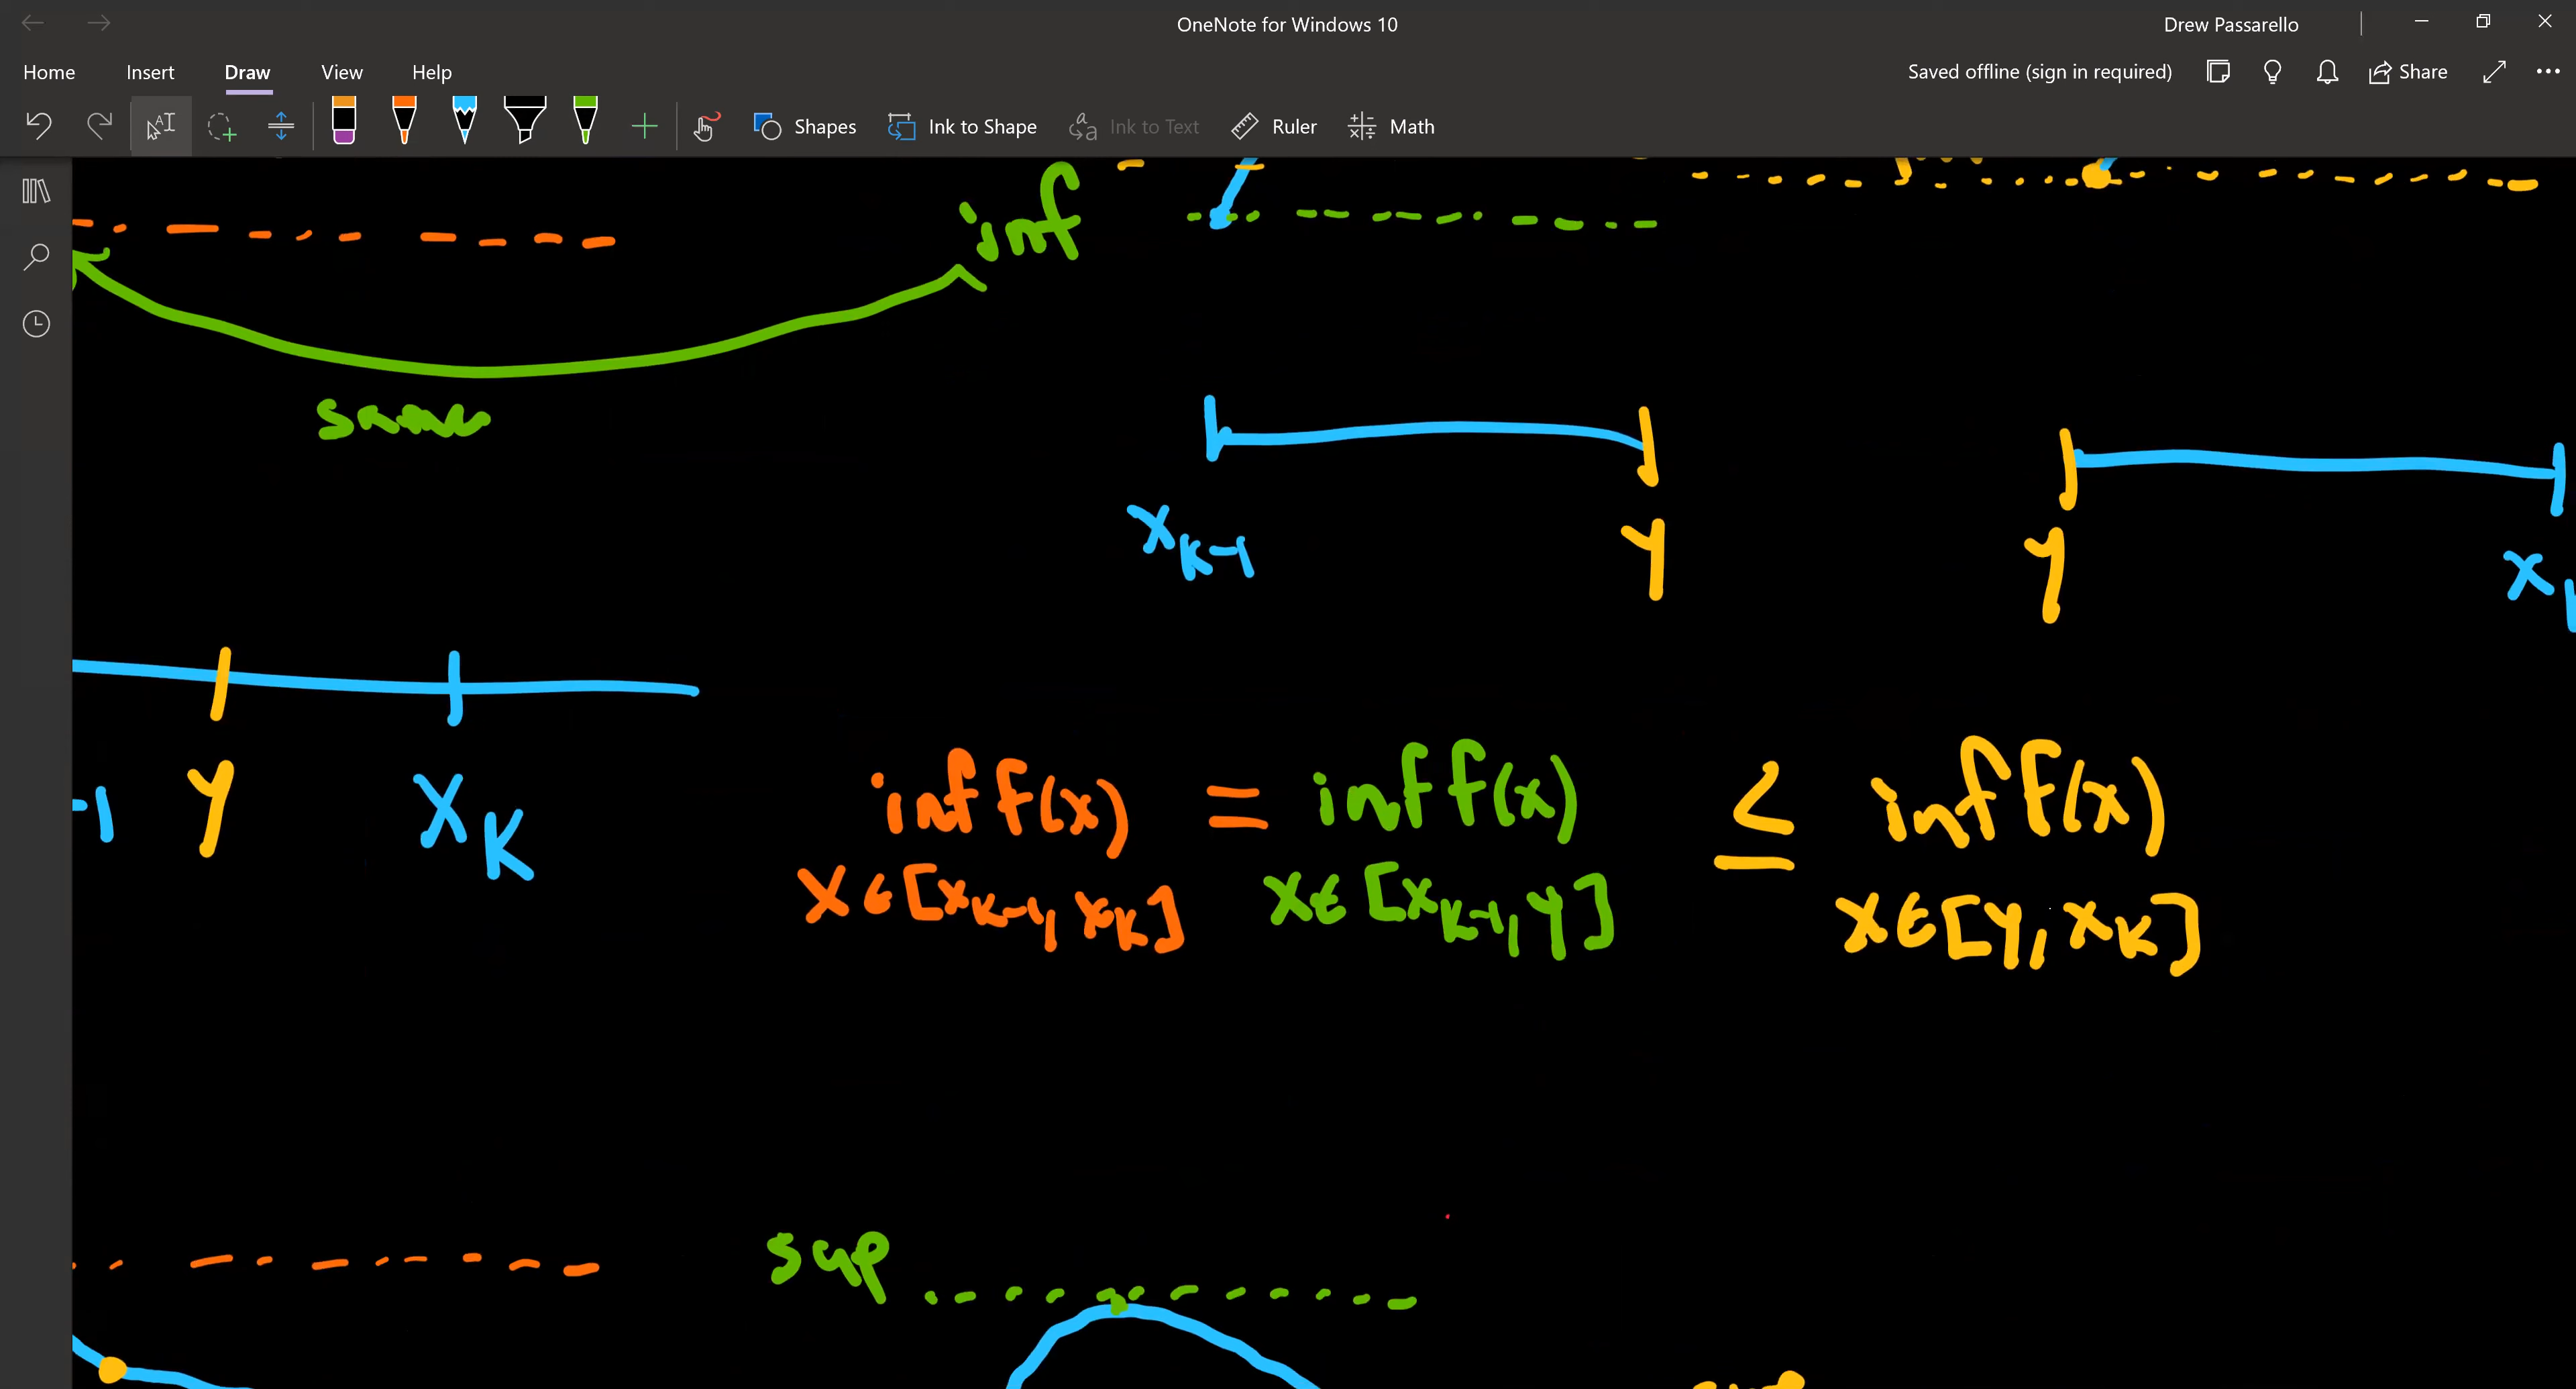 OneNote for Windows 10
Drew Passarello
Home Insert Draw View Help
Saved offline (sign in required)
Share
Shapes Ink to Shape Ink to Text Ruler Math
inf
same
x_{k-1} y y x
-1 y x_k
inf f(x) = inf f(x) ≤ inf f(x)
x∈[x_{k-1}, x_k] x∈[x_{k-1}, y] x∈[y, x_k]
sup